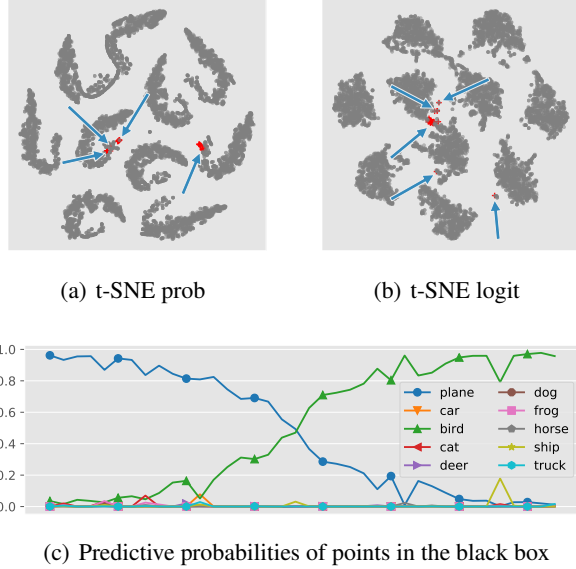 (a) t-SNE prob
(b) t-SNE logit
1.0
0.8
0.6
0.4
0.2
0.0
plane
car
bird
cat
deer
dog
frog
horse
ship
truck
(c) Predictive probabilities of points in the black box